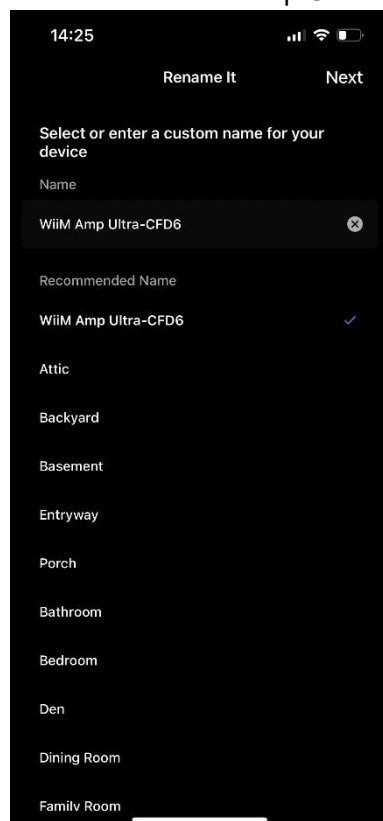 14:25
Rename It
Next
Select or enter a custom name for your
device
Name
WiiM Amp Ultra-CFD6
Recommended Name
WiiM Amp Ultra-CFD6
Attic
Backyard
Basement
Entryway
Porch
Bathroom
Bedroom
Den
Dining Room
Family Room